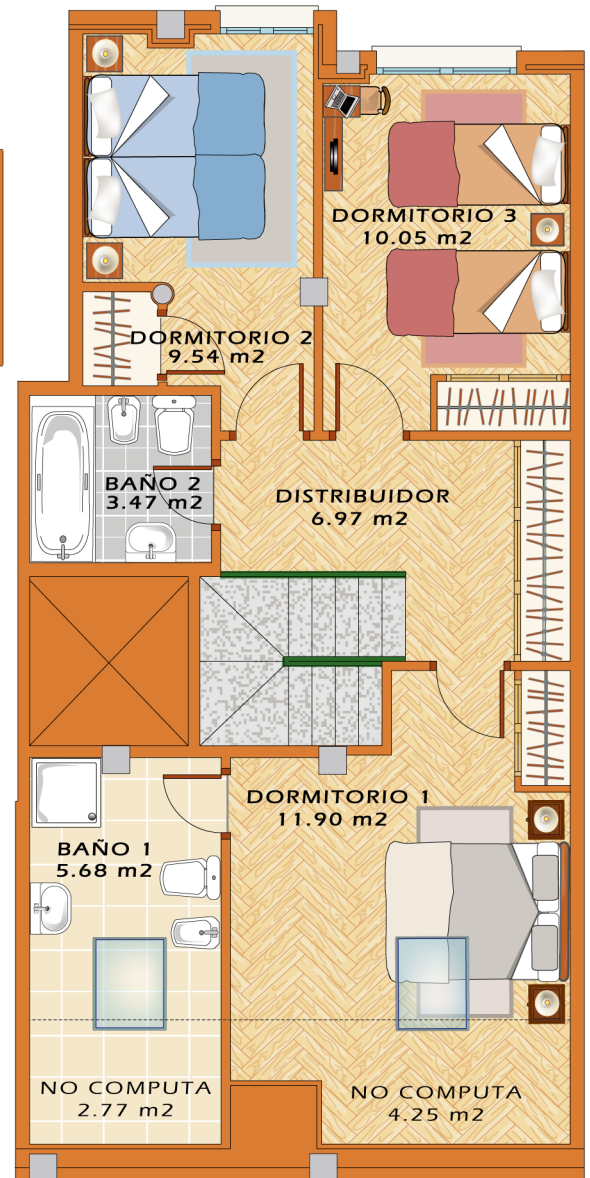 DORMITORIO 3
10.05 m2
DORMITORIO 2
9.54 m2
BAÑO 2
3.47 m2
DISTRIBUIDOR
6.97 m2
DORMITORIO 1
11.90 m2
BAÑO 1
5.68 m2
NO COMPUTA
2.77 m2
NO COMPUTA
4.25 m2